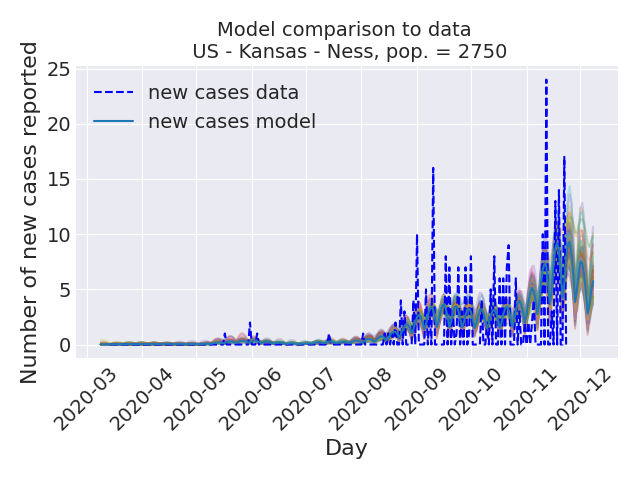 Model comparison to data
US - Kansas - Ness, pop. = 2750
Number of new cases reported
25
20
15
10
5
0
new cases data
new cases model
2020-03
2020-04
2020-05
2020-06
2020-07
2020-08
2020-09
2020-10
2020-11
2020-12
Day